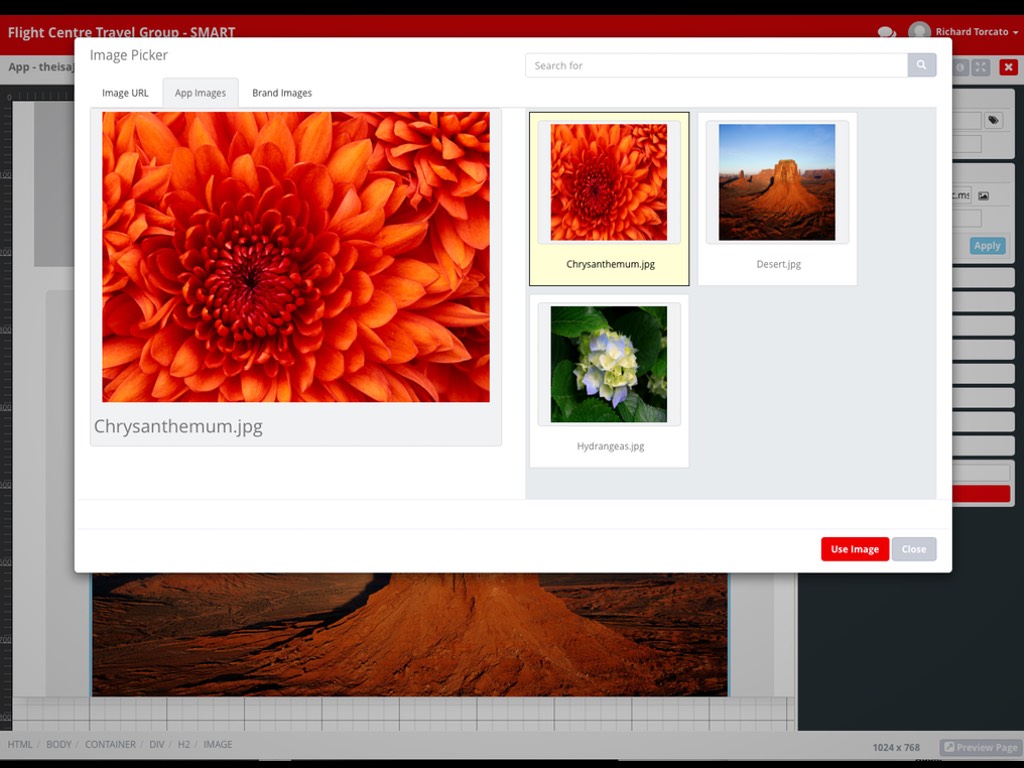 Flight Centre Travel Group - SMART
Richard Torcato
App - theisa
Image Picker
Search for
Image URL
App Images
Brand Images
Chrysanthemum.jpg
Desert.jpg
Hydrangeas.jpg
Chrysanthemum.jpg
Apply
Use Image
Close
HTML / BODY / CONTAINER / DIV / H2 / IMAGE
1024 x 768
Preview Page